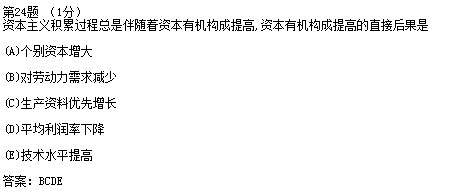 第24题 (1分)
资本主义积累过程总是伴随着资本有机构成提高,资本有机构成提高的直接后果是
(A)个别资本增大
(B)对劳动力需求减少
(C)生产资料优先增长
(D)平均利润率下降
(E)技术水平提高
答案：BCDE